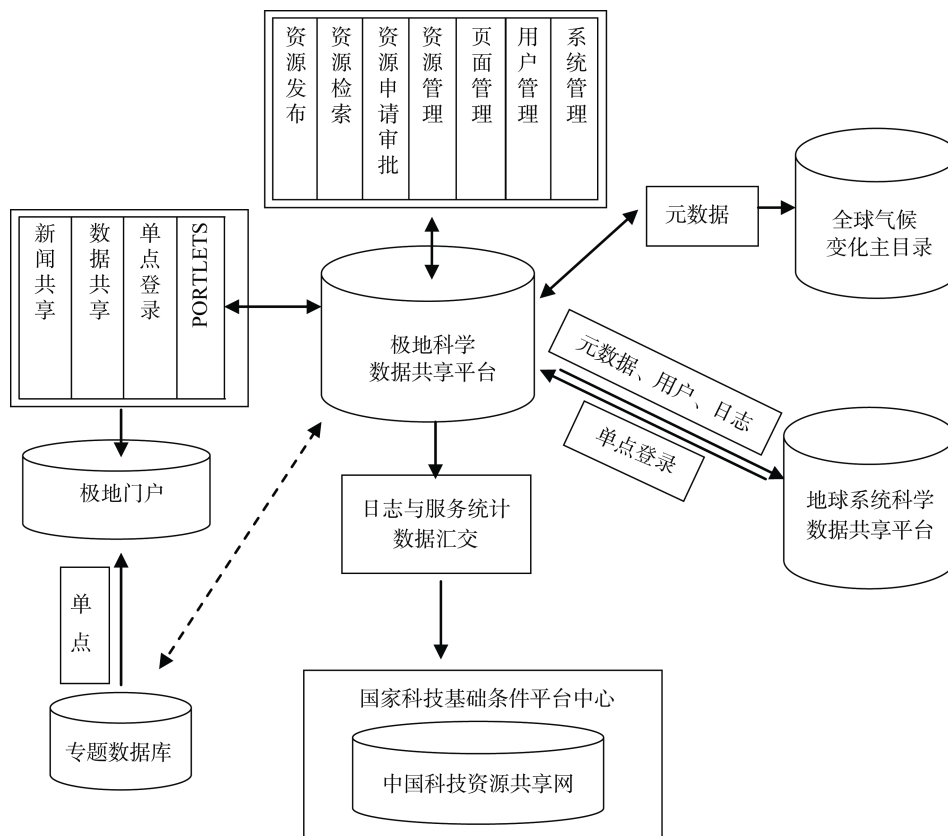 资源发布
资源检索
资源申请审批
资源管理
页面管理
用户管理
系统管理
元数据
全球气候
变化主目录
新闻共享
数据共享
单点登录
PORTLETS
极地科学
数据共享平台
元数据、用户、日志
单点登录
极地门户
日志与服务统计
数据汇交
地球系统科学
数据共享平台
单点
专题数据库
国家科技基础条件平台中心
中国科技资源共享网